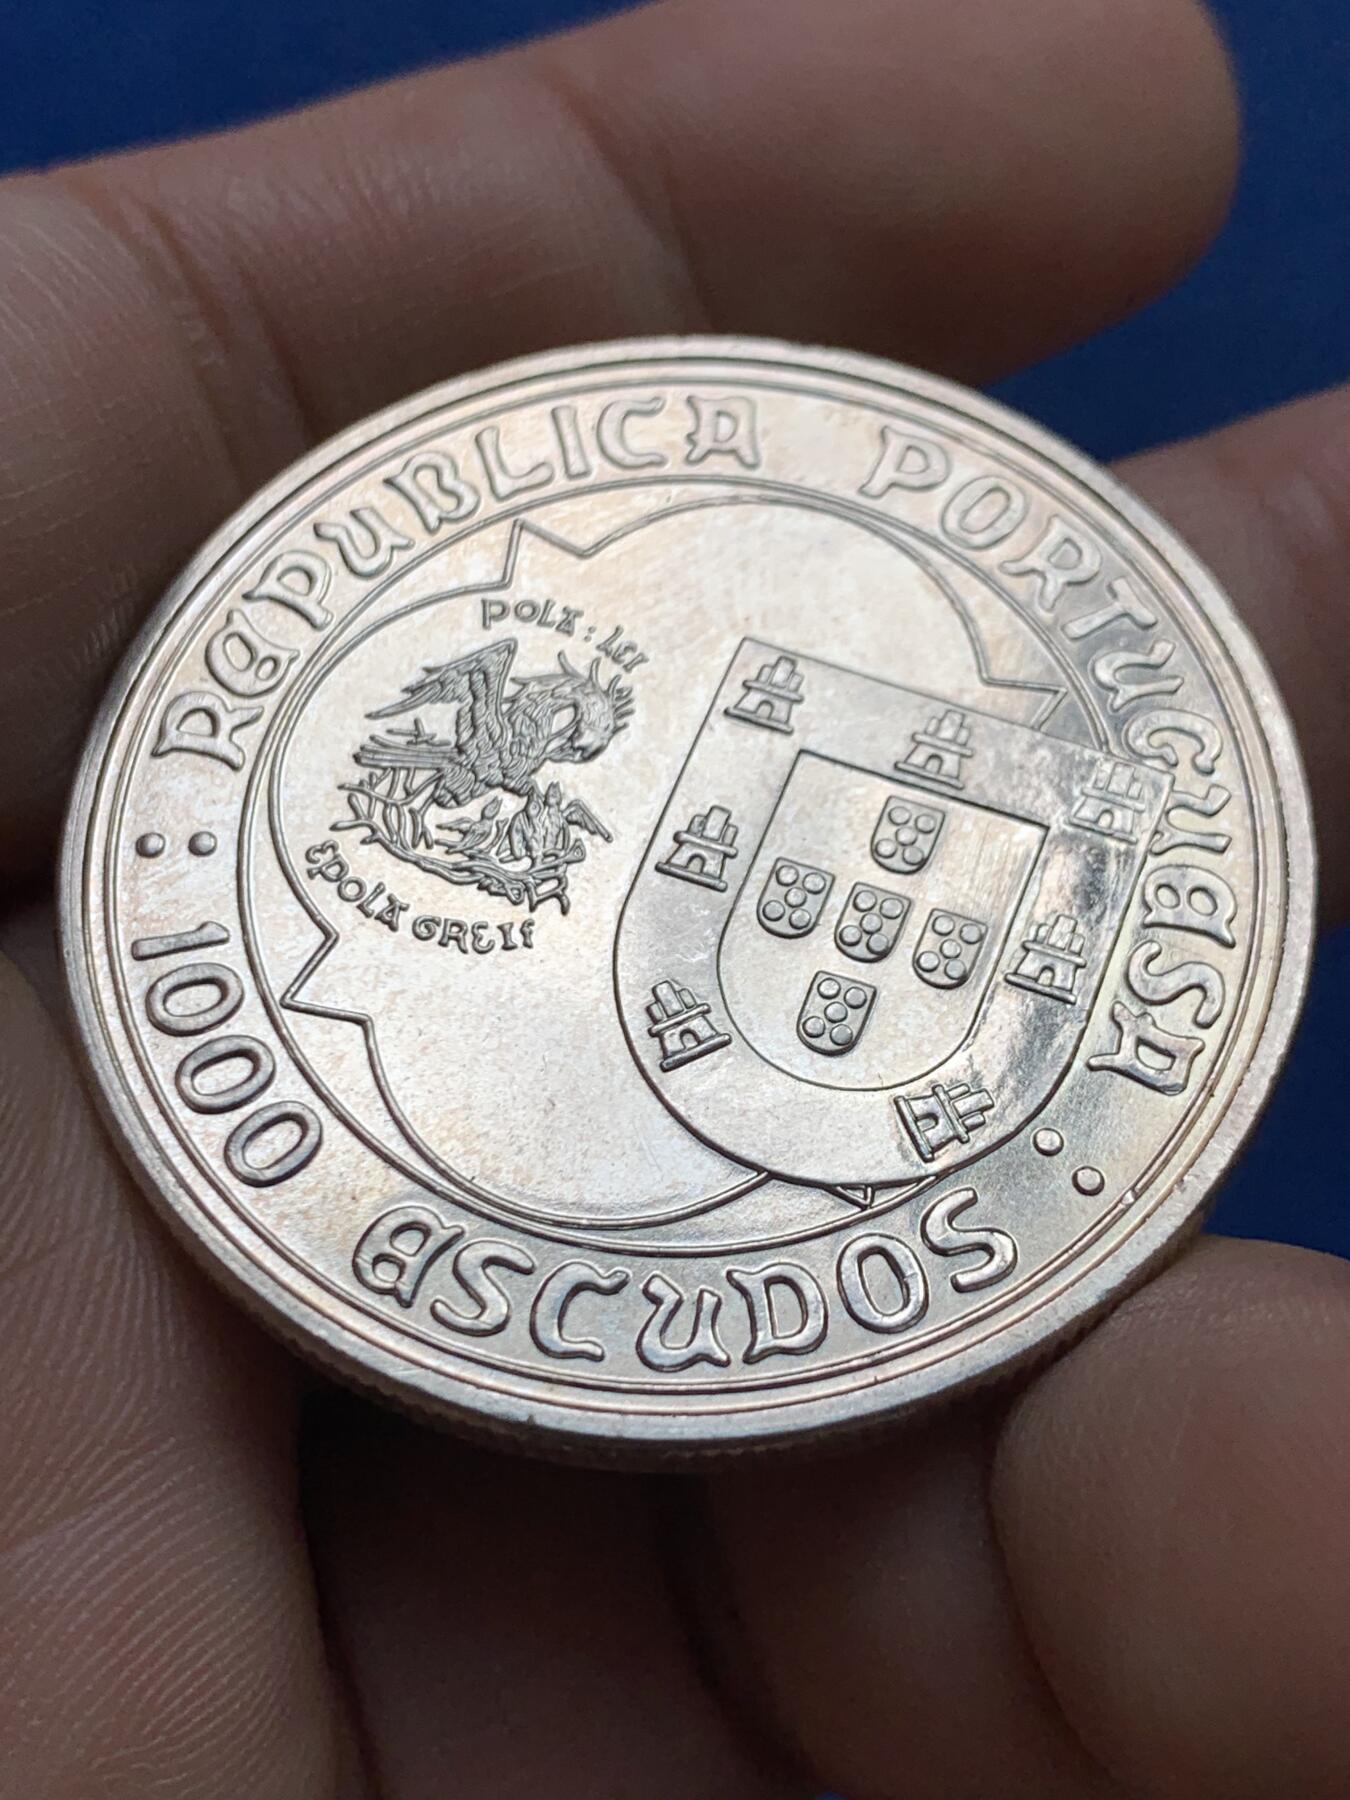 REPUBLICA PORTUGUESA
: 1000 ESCUDOS :
POLA : LEI
EPOLA GREI